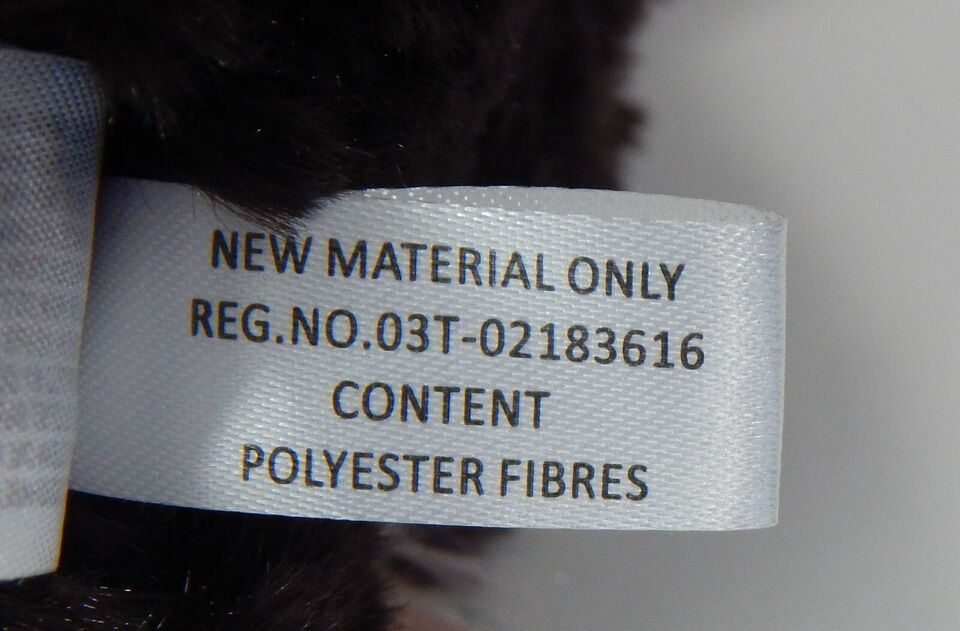 NEW MATERIAL ONLY
REG.NO.03T-02183616
CONTENT
POLYESTER FIBRES